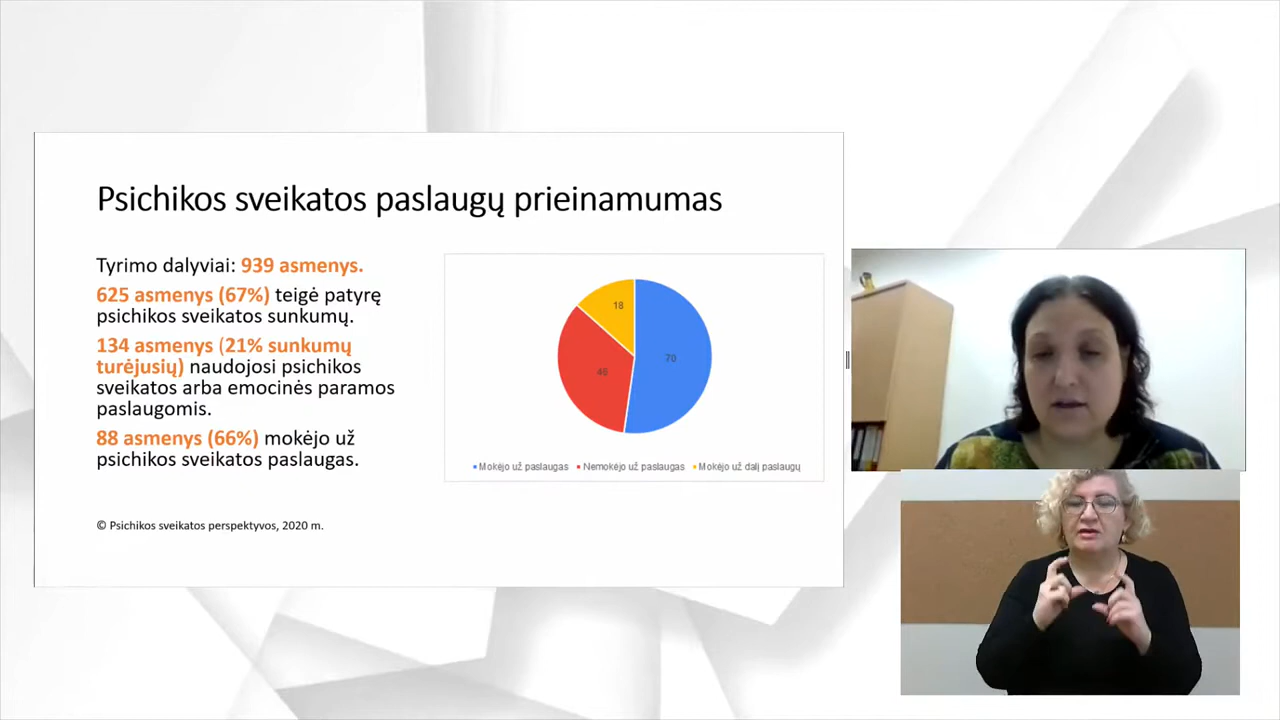 Psichikos sveikatos paslaugų prieinamumas
Tyrimo dalyviai: 939 asmenys.
625 asmenys (67%) teigė patyrę
psichikos sveikatos sunkumų.
134 asmenys (21% sunkumų
turėjusių) naudojosi psichikos
sveikatos arba emocinės paramos
paslaugomis.
88 asmenys (66%) mokėjo už
psichikos sveikatos paslaugas.
18
70
46
Mokėjo už paslaugas Nemokėjo už paslaugas Mokėjo už dalį paslaugų
© Psichikos sveikatos perspektyvos, 2020 m.